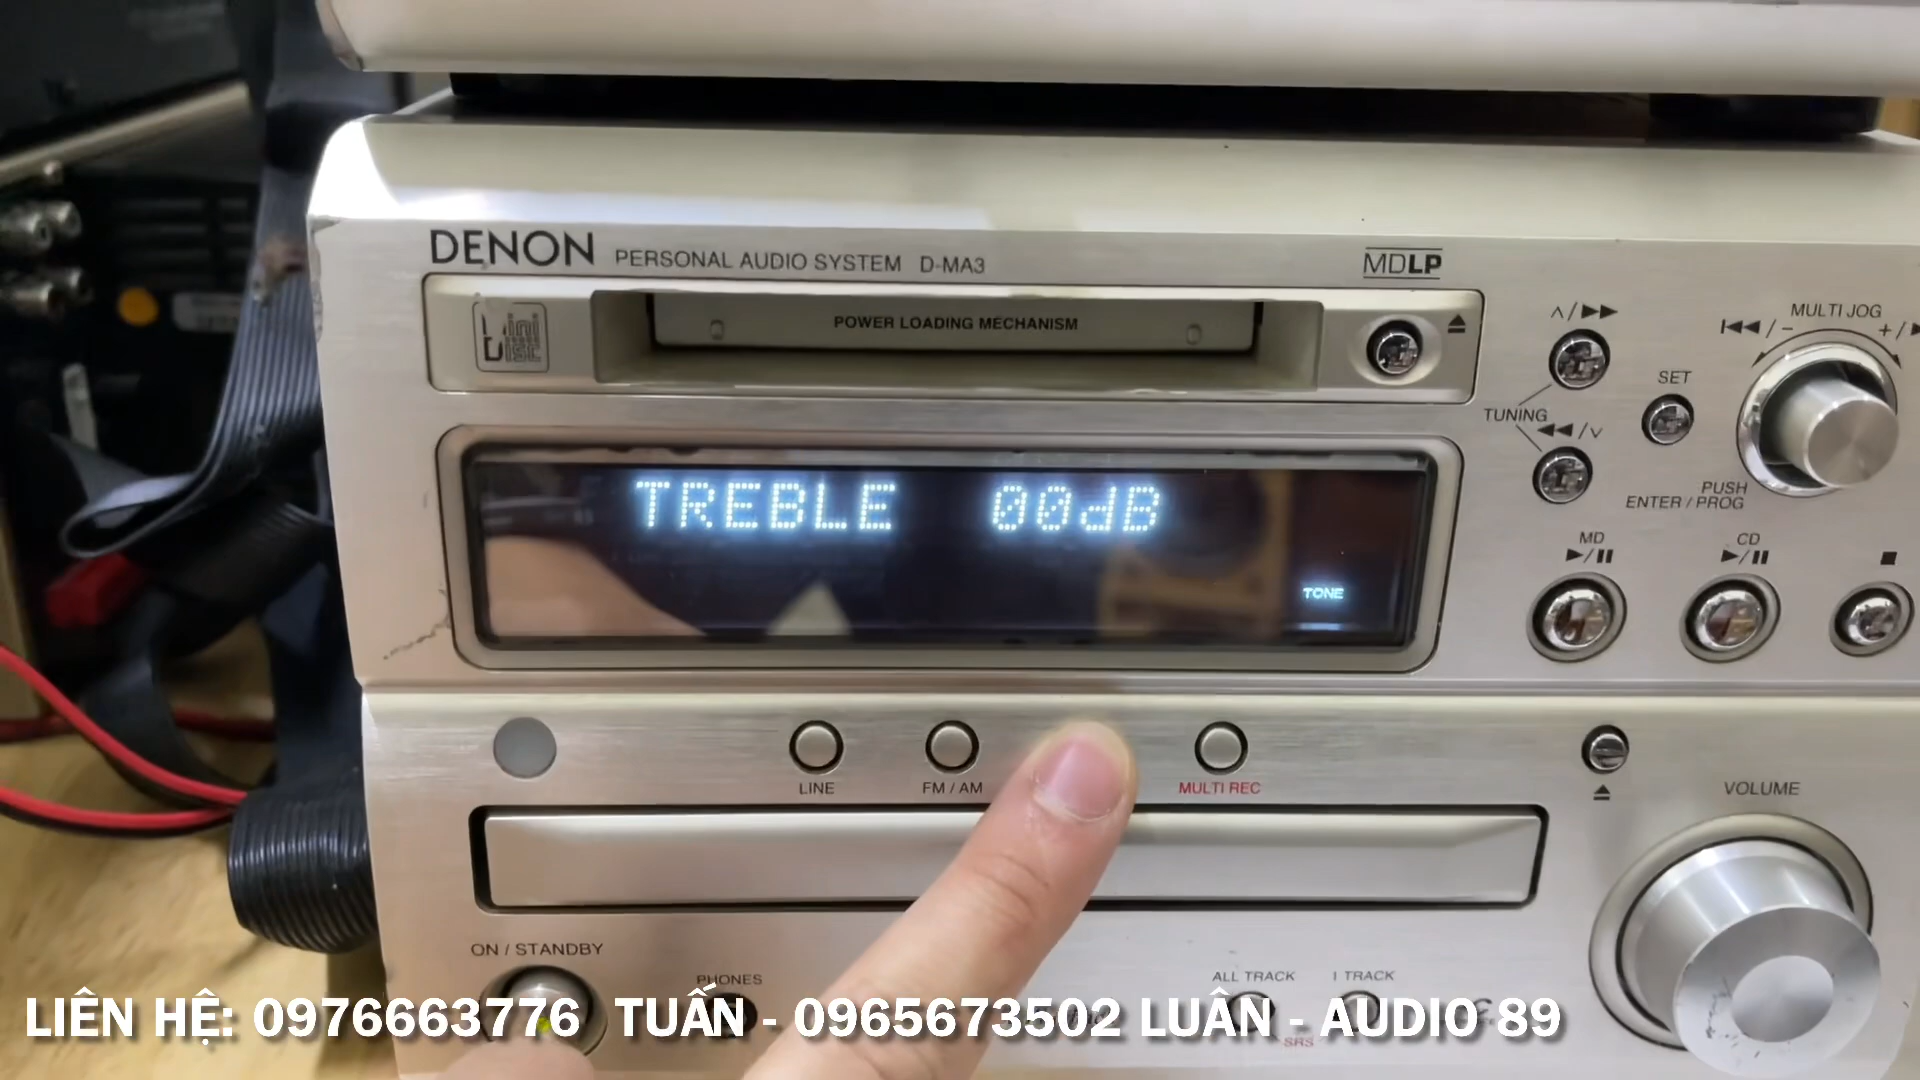 DENON PERSONAL AUDIO SYSTEM D-MA3
MDLP
POWER LOADING MECHANISM
MULTI JOG
SET
TUNING
PUSH
ENTER / PROG
TREBLE 00dB
TONE
MD
CD
LINE
FM / AM
MULTI REC
VOLUME
ON / STANDBY
PHONES
ALL TRACK
1 TRACK
SRS
LIÊN HỆ: 0976663776 TUẤN - 0965673502 LUÂN - AUDIO 89